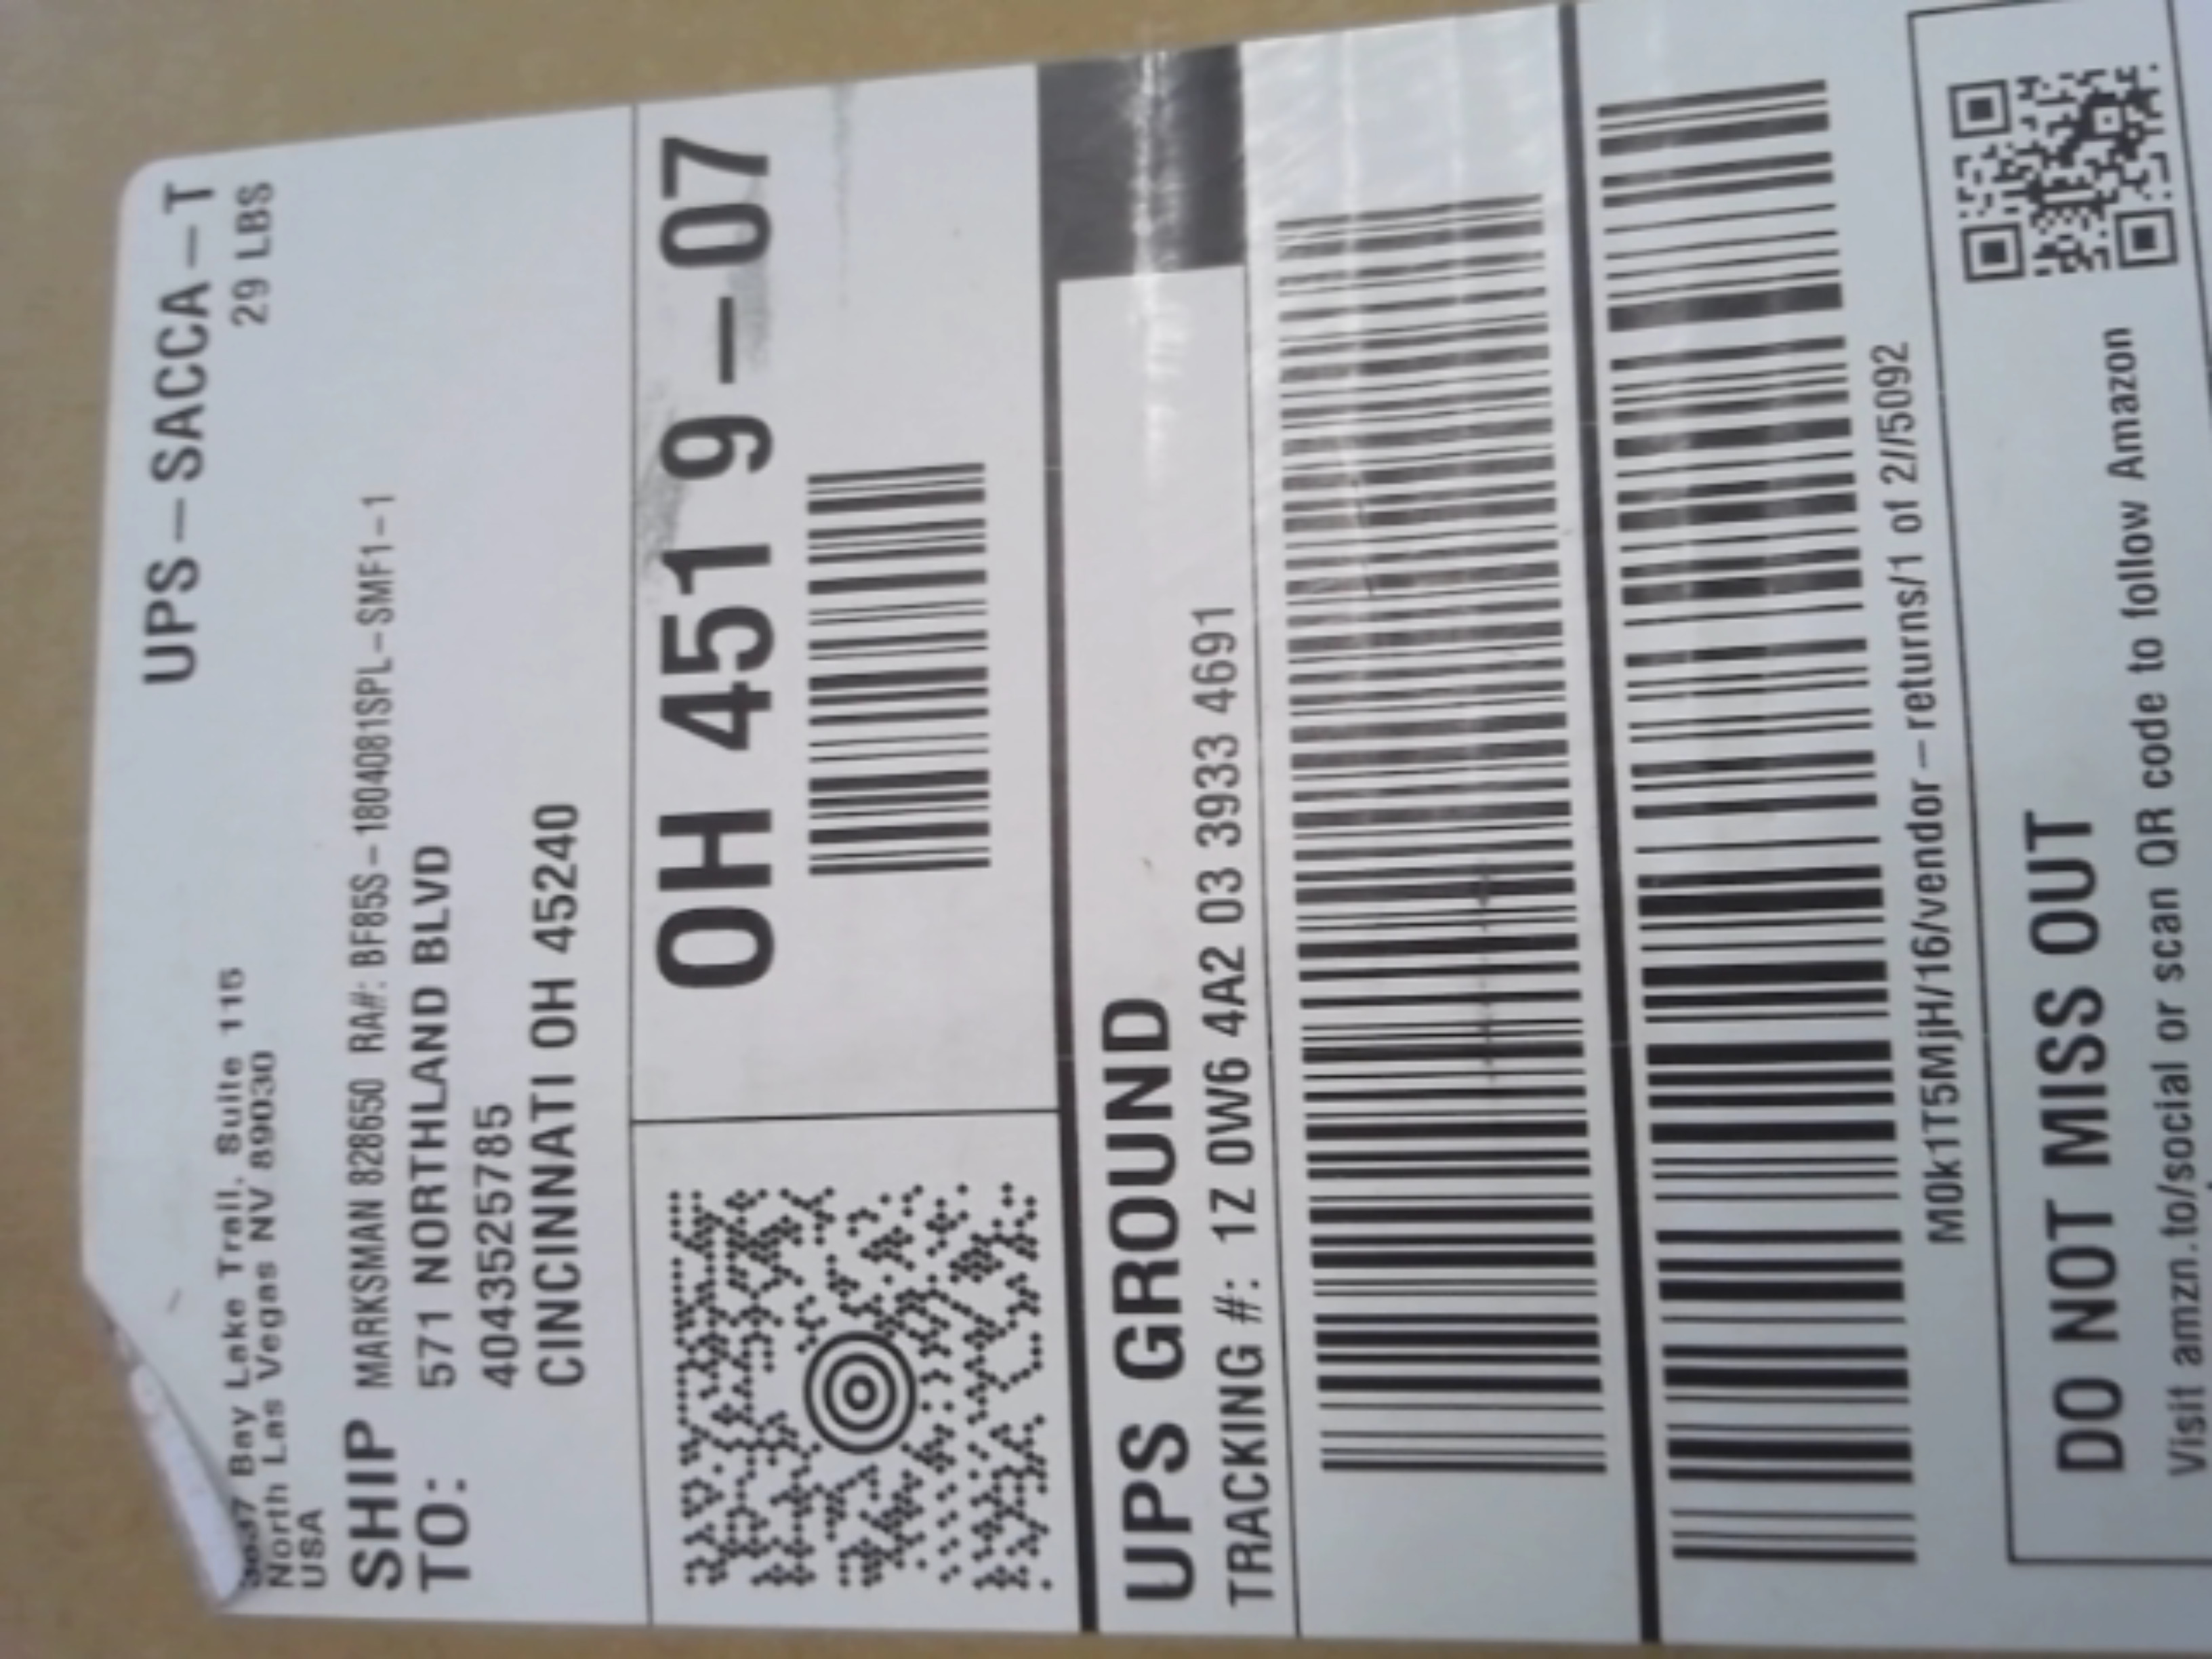 UPS-SACCA-T
29 LBS
Bay Lake Trail, Suite 115
North Las Vegas NV 89030
USA
SHIP TO:
MARKSMAN 828650 RA#: BF85S-1804081SPL-SMF1-1
571 NORTHLAND BLVD
4043525785
CINCINNATI OH 45240
OH 451 9-07
UPS GROUND
TRACKING #: 1Z 0W6 4A2 03 3933 4691
M0k1T5MjH/16/vendor-returns/1 of 2//5092
DO NOT MISS OUT
Visit amzn.to/social or scan QR code to follow Amazon